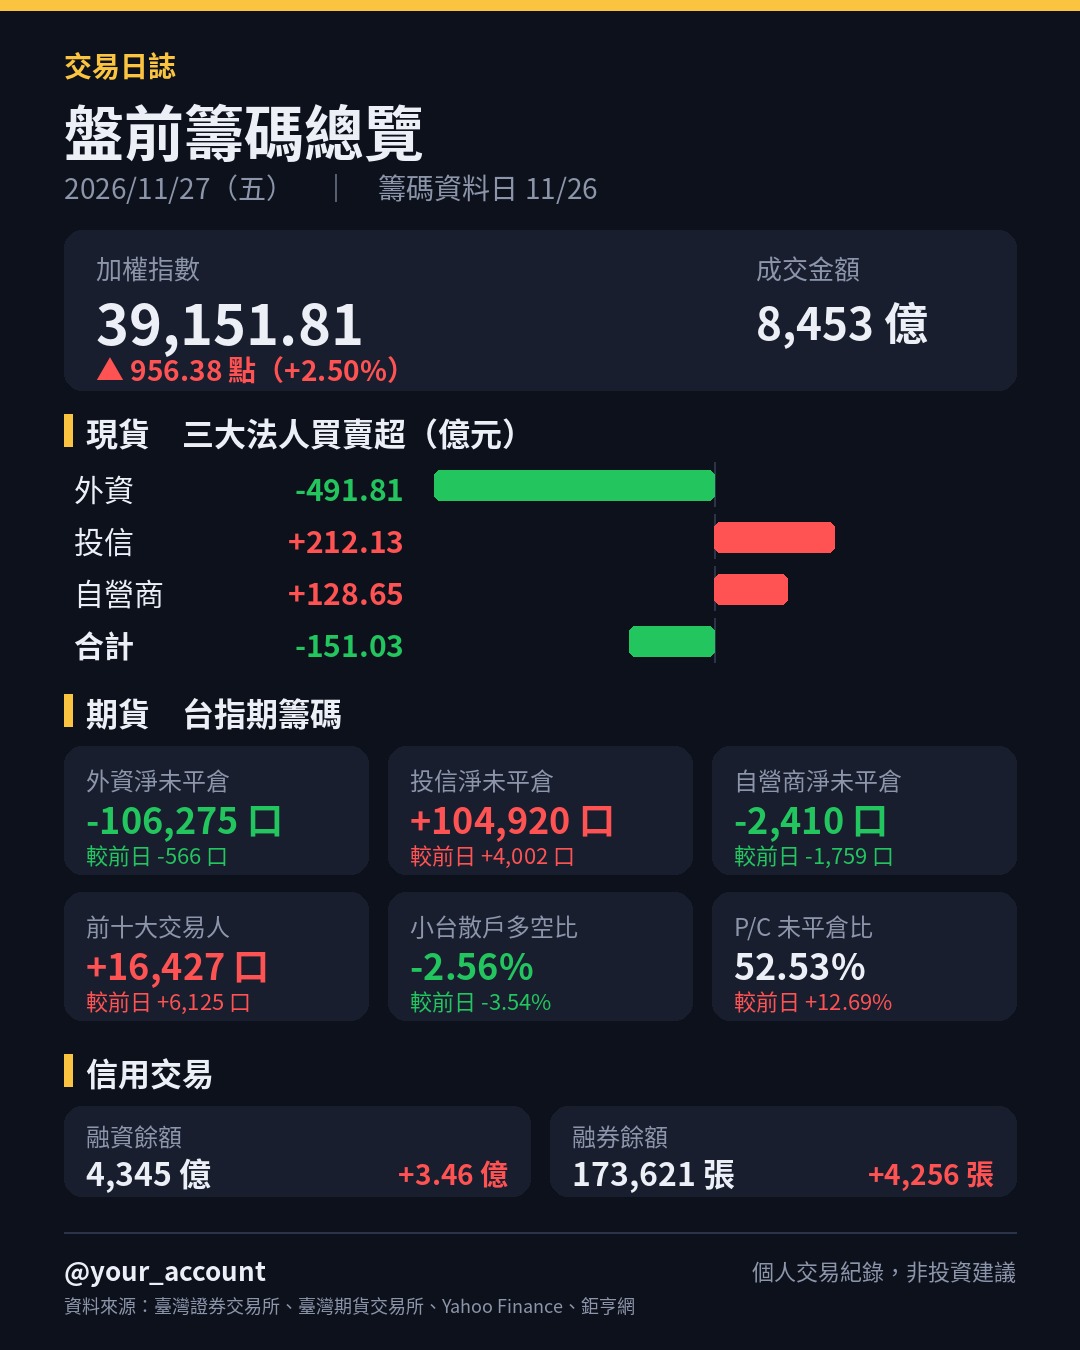 交易日誌
盤前籌碼總覽
2026/11/27（五） ｜ 籌碼資料日 11/26
加權指數 成交金額
39,151.81 8,453 億
▲ 956.38 點（+2.50%）
現貨 三大法人買賣超（億元）
外資 -491.81
投信 +212.13
自營商 +128.65
合計 -151.03
期貨 台指期籌碼
外資淨未平倉 投信淨未平倉 自營商淨未平倉
-106,275 口 +104,920 口 -2,410 口
較前日 -566 口 較前日 +4,002 口 較前日 -1,759 口
前十大交易人 小台散戶多空比 P/C 未平倉比
+16,427 口 -2.56% 52.53%
較前日 +6,125 口 較前日 -3.54% 較前日 +12.69%
信用交易
融資餘額 融券餘額
4,345 億 +3.46 億 173,621 張 +4,256 張
@your_account 個人交易紀錄，非投資建議
資料來源：臺灣證券交易所、臺灣期貨交易所、Yahoo Finance、鉅亨網